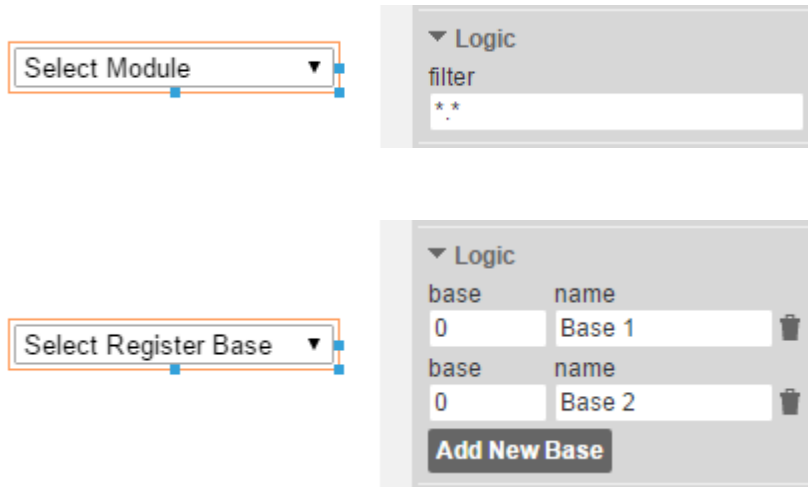 Select Module
Logic
filter
*.*
Select Register Base
Logic
base name
0 Base 1
base name
0 Base 2
Add New Base